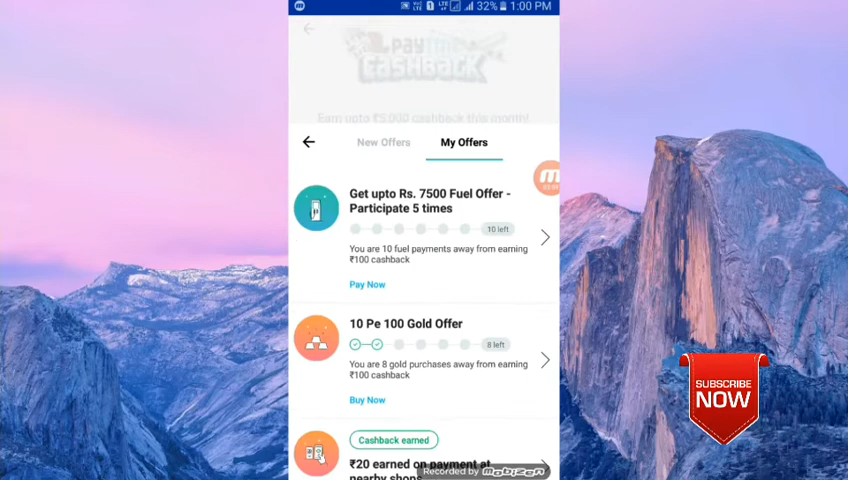 32% 1:00 PM
paytm
CASHBACK
Earn upto ₹5,000 cashback this month!
New Offers
My Offers
Get upto Rs. 7500 Fuel Offer -
Participate 5 times
10 left
You are 10 fuel payments away from earning
₹100 cashback
Pay Now
10 Pe 100 Gold Offer
8 left
You are 8 gold purchases away from earning
₹100 cashback
Buy Now
Cashback earned
₹20 earned on payment at
nearby shops
Recorded by mobizen
SUBSCRIBE
NOW